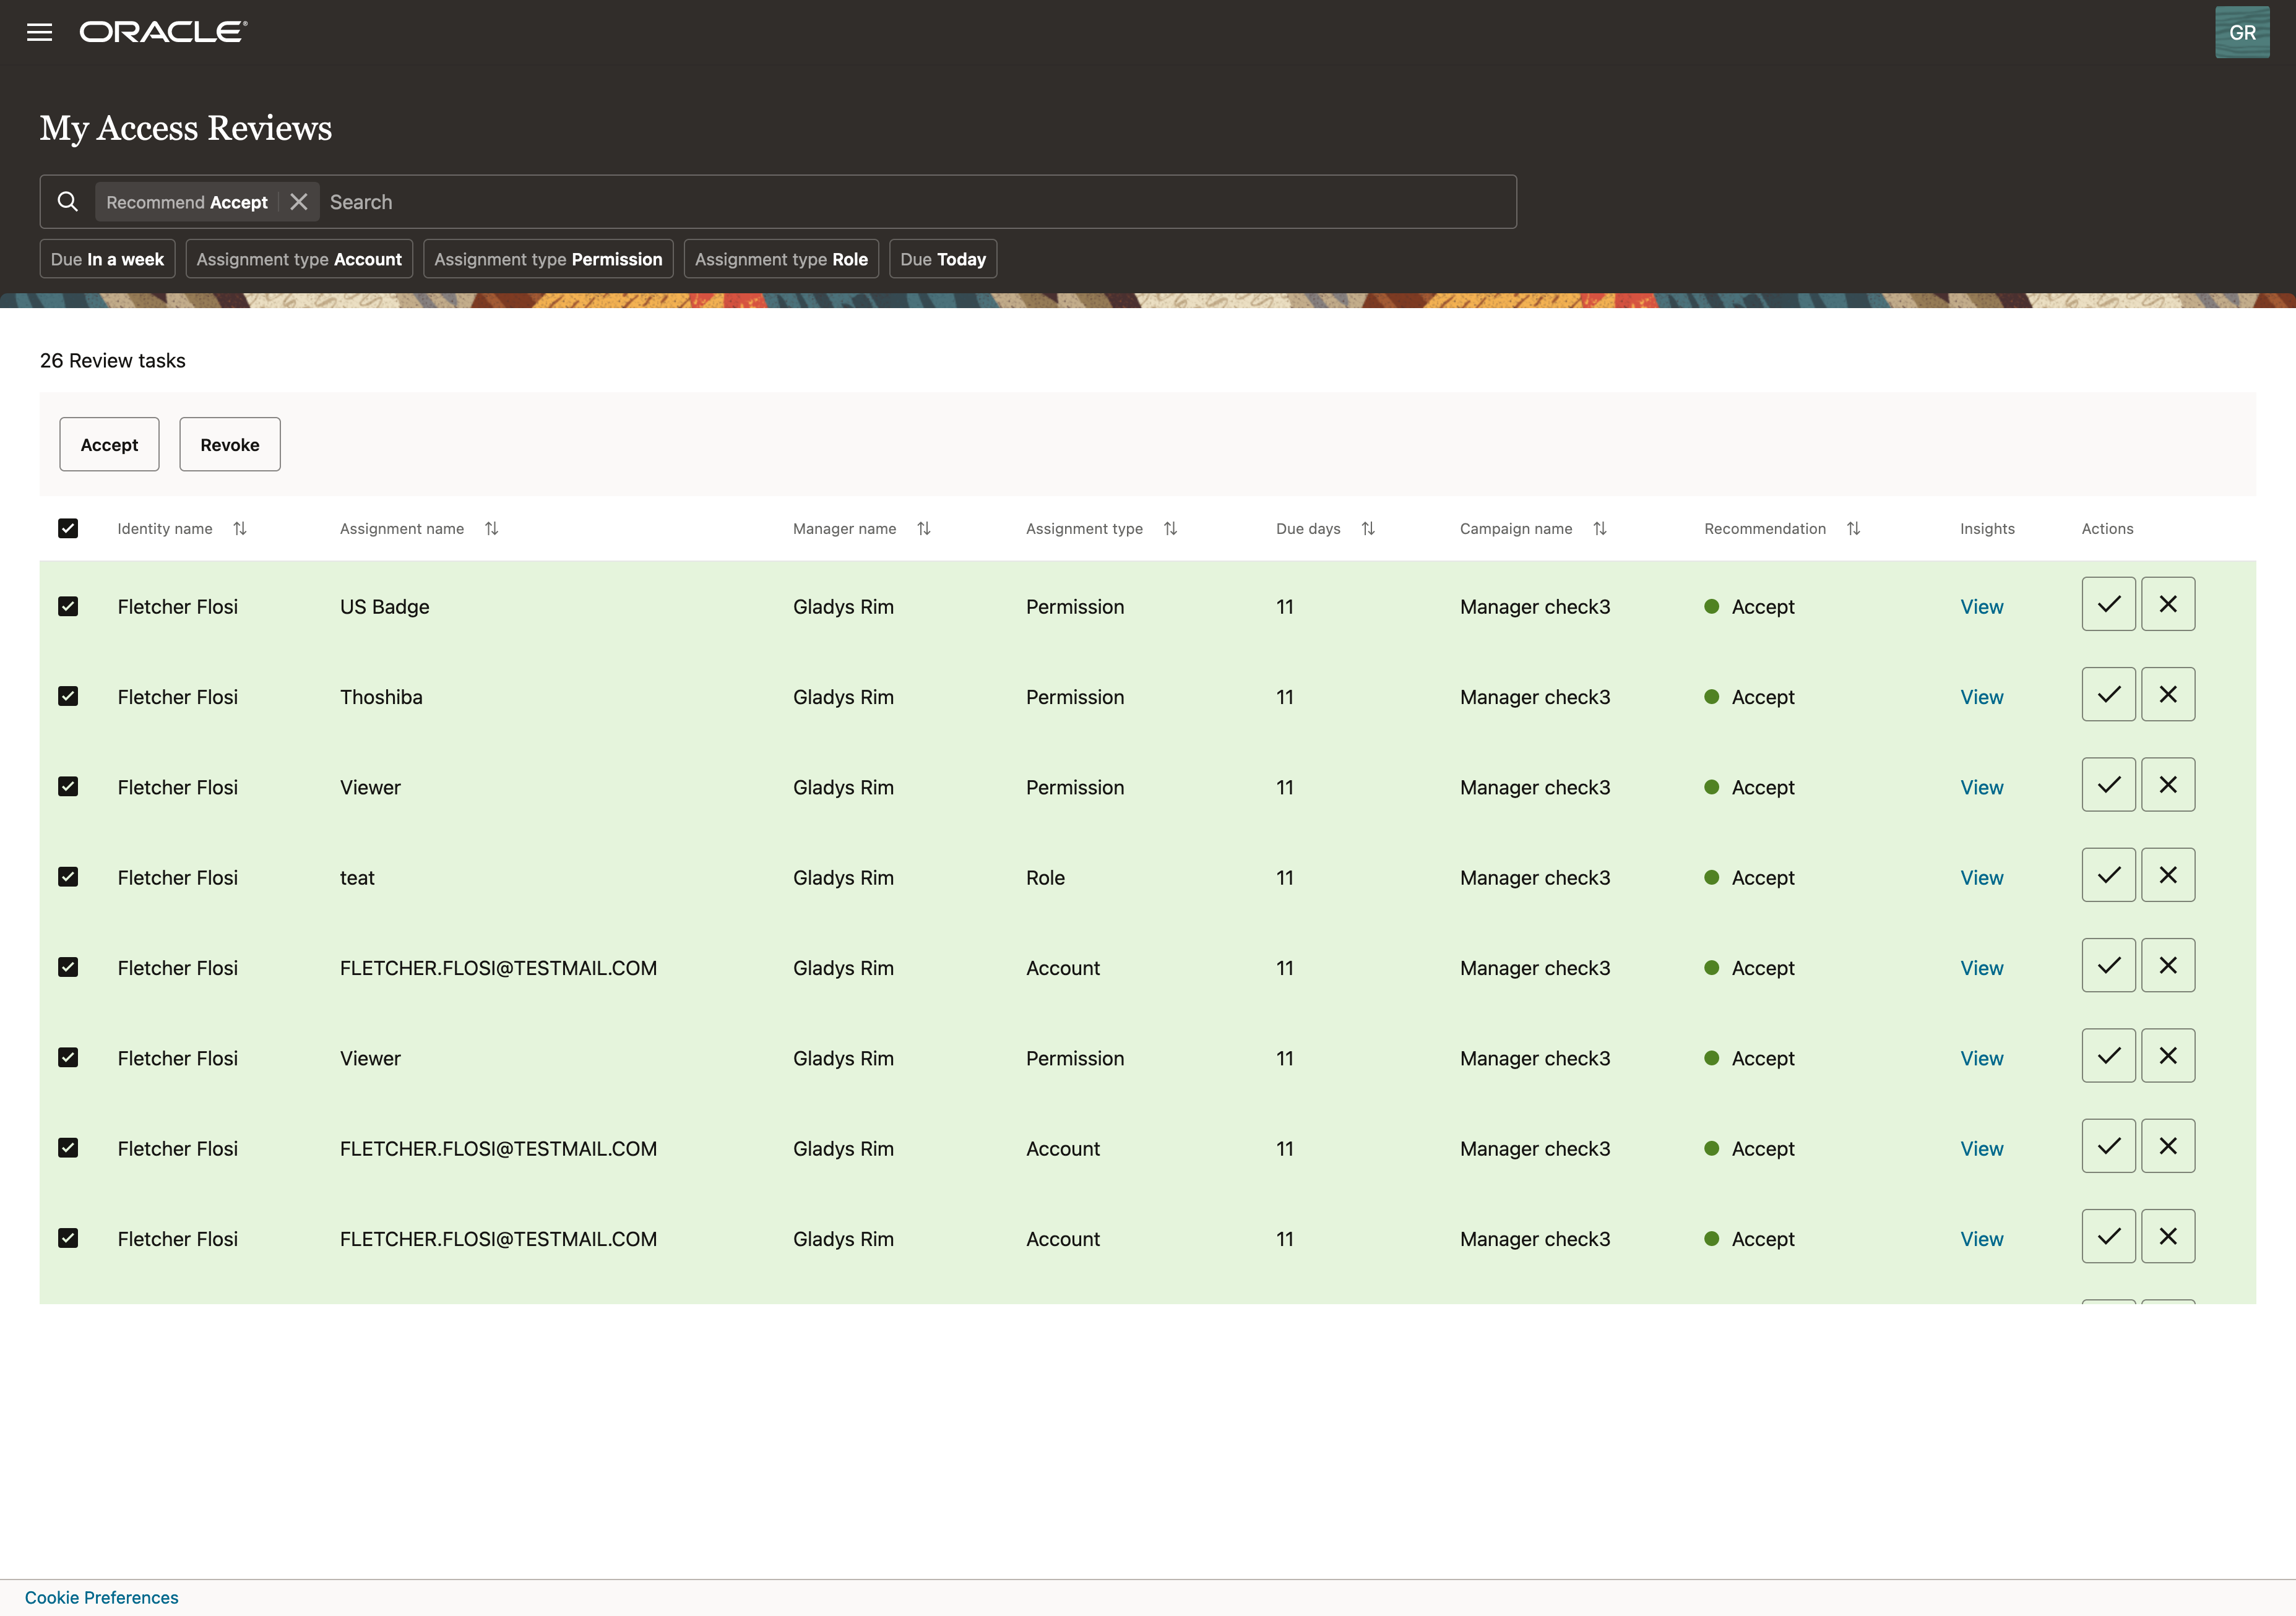 ORACLE
GR
My Access Reviews
Recommend Accept Search
Due In a week Assignment type Account Assignment type Permission Assignment type Role Due Today
26 Review tasks
Accept Revoke
Identity name Assignment name Manager name Assignment type Due days Campaign name Recommendation Insights Actions
Fletcher Flosi US Badge Gladys Rim Permission 11 Manager check3 Accept View
Fletcher Flosi Thoshiba Gladys Rim Permission 11 Manager check3 Accept View
Fletcher Flosi Viewer Gladys Rim Permission 11 Manager check3 Accept View
Fletcher Flosi teat Gladys Rim Role 11 Manager check3 Accept View
Fletcher Flosi FLETCHER.FLOSI@TESTMAIL.COM Gladys Rim Account 11 Manager check3 Accept View
Fletcher Flosi Viewer Gladys Rim Permission 11 Manager check3 Accept View
Fletcher Flosi FLETCHER.FLOSI@TESTMAIL.COM Gladys Rim Account 11 Manager check3 Accept View
Fletcher Flosi FLETCHER.FLOSI@TESTMAIL.COM Gladys Rim Account 11 Manager check3 Accept View
Cookie Preferences